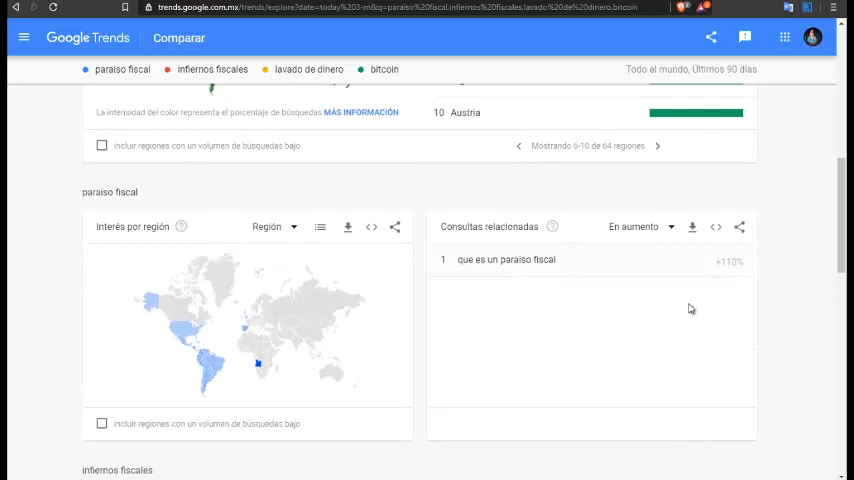 trends.google.com.mx/trends/explore?date=today%203-m&q=paraiso%20fiscal,infiernos%20fiscales,lavado%20de%20dinero,bitcoin
Google Trends Comparar
paraiso fiscal infiernos fiscales lavado de dinero bitcoin Todo el mundo, Últimos 90 días
La intensidad del color representa el porcentaje de búsquedas MÁS INFORMACIÓN
10 Austria
Incluir regiones con un volumen de búsquedas bajo
Mostrando 6-10 de 64 regiones
paraiso fiscal
Interés por región Región
Consultas relacionadas En aumento
1 que es un paraiso fiscal +110%
Incluir regiones con un volumen de búsquedas bajo
infiernos fiscales